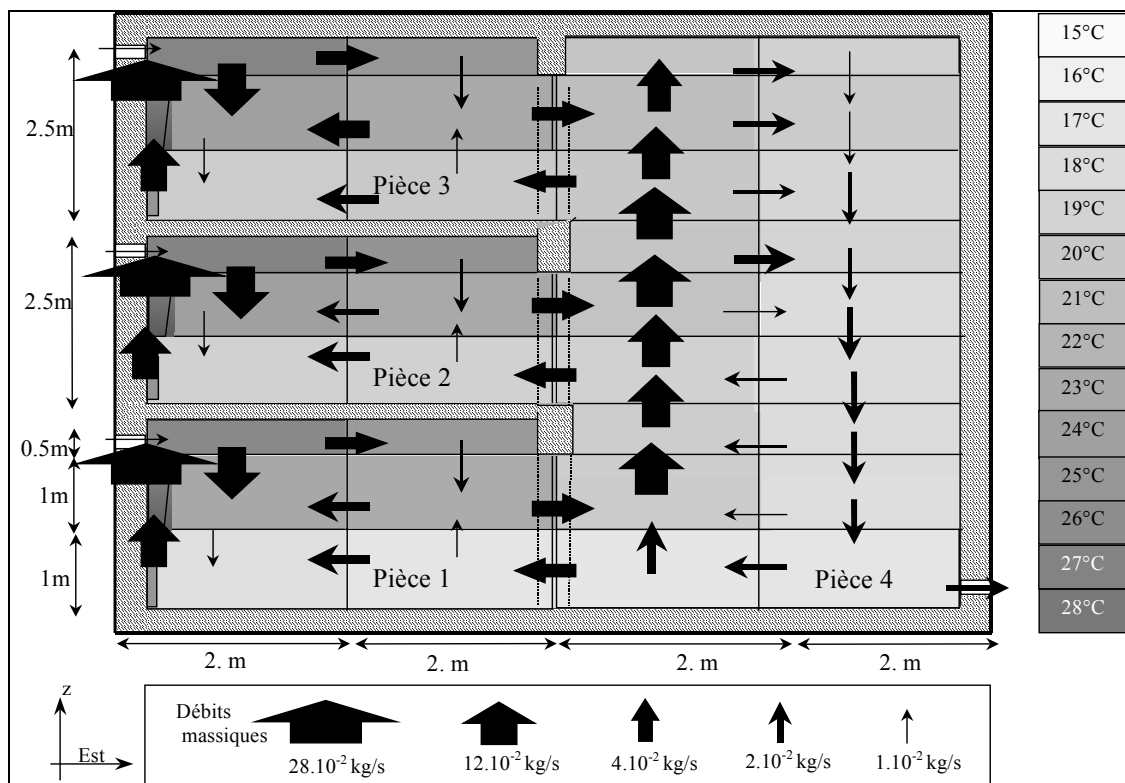 15°C
16°C
17°C
18°C
19°C
20°C
21°C
22°C
23°C
24°C
25°C
26°C
27°C
28°C
2.5m
Pièce 3
2.5m
Pièce 2
0.5m
1m
1m
Pièce 1
Pièce 4
2. m
2. m
2. m
2. m
z
Est
Débits
massiques
28.10⁻² kg/s
12.10⁻² kg/s
4.10⁻² kg/s
2.10⁻² kg/s
1.10⁻² kg/s